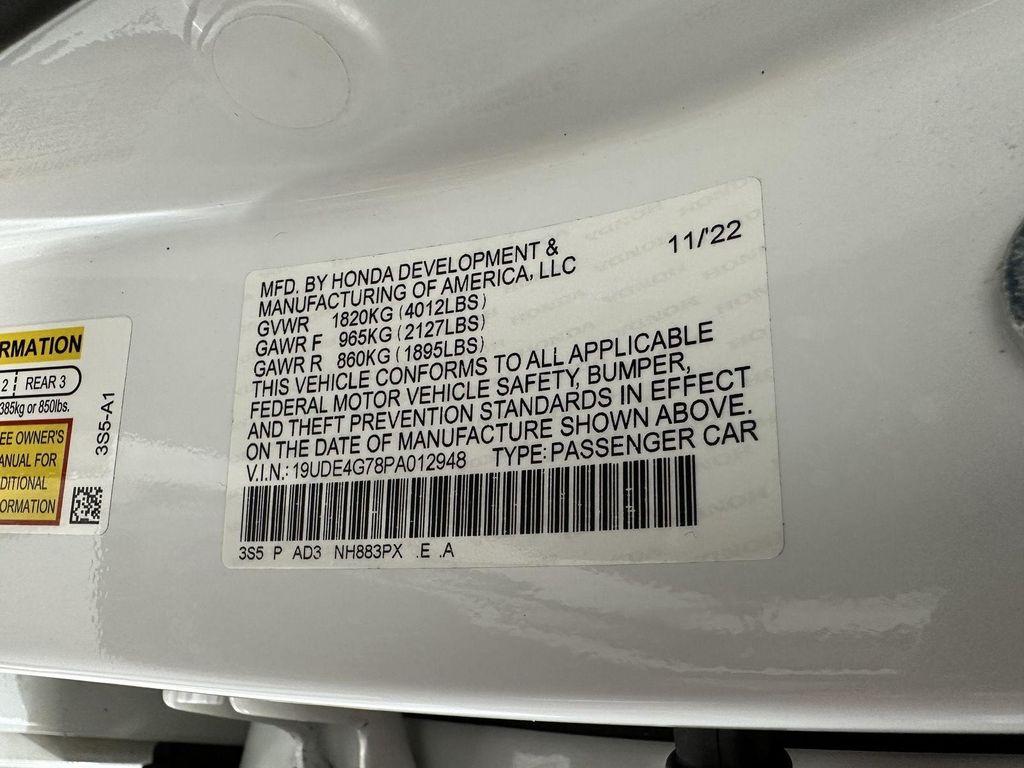 RMATION
2 REAR 3
385kg or 850lbs.
EE OWNER'S
ANUAL FOR
DITIONAL
ORMATION
3S5-A1
MFD. BY HONDA DEVELOPMENT & 11/'22
MANUFACTURING OF AMERICA, LLC
GVWR 1820KG (4012LBS)
GAWR F 965KG (2127LBS)
GAWR R 860KG (1895LBS)
THIS VEHICLE CONFORMS TO ALL APPLICABLE
FEDERAL MOTOR VEHICLE SAFETY, BUMPER,
AND THEFT PREVENTION STANDARDS IN EFFECT
ON THE DATE OF MANUFACTURE SHOWN ABOVE.
V.I.N.: 19UDE4G78PA012948 TYPE: PASSENGER CAR
3S5 P AD3 NH883PX .E .A